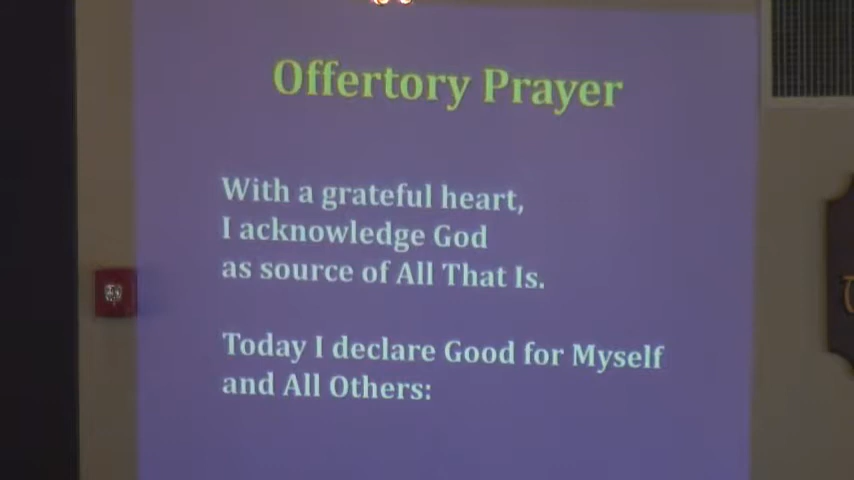 Offertory Prayer
With a grateful heart,
I acknowledge God
as source of All That Is.
Today I declare Good for Myself
and All Others: